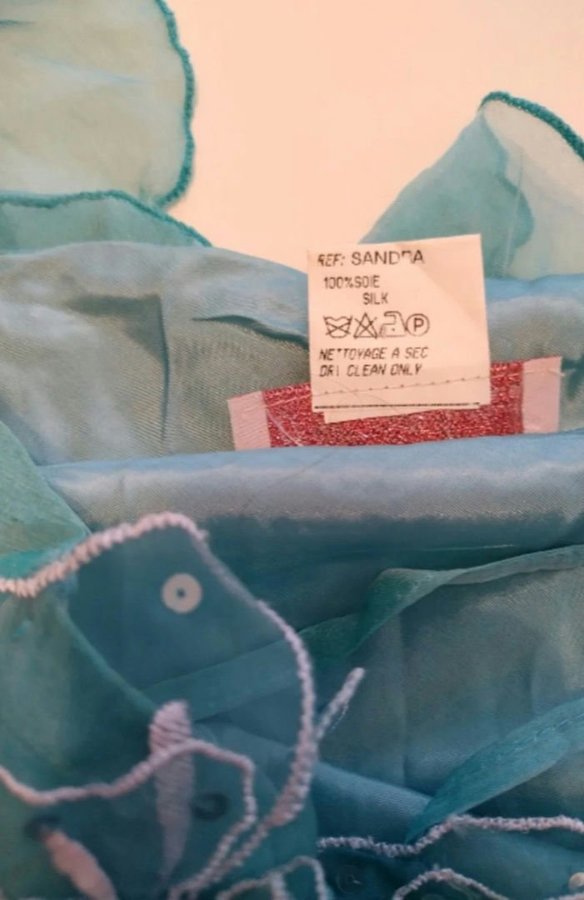 REF: SANDRA
100%SOIE
SILK
P
NETTOYAGE A SEC
DRY CLEAN ONLY